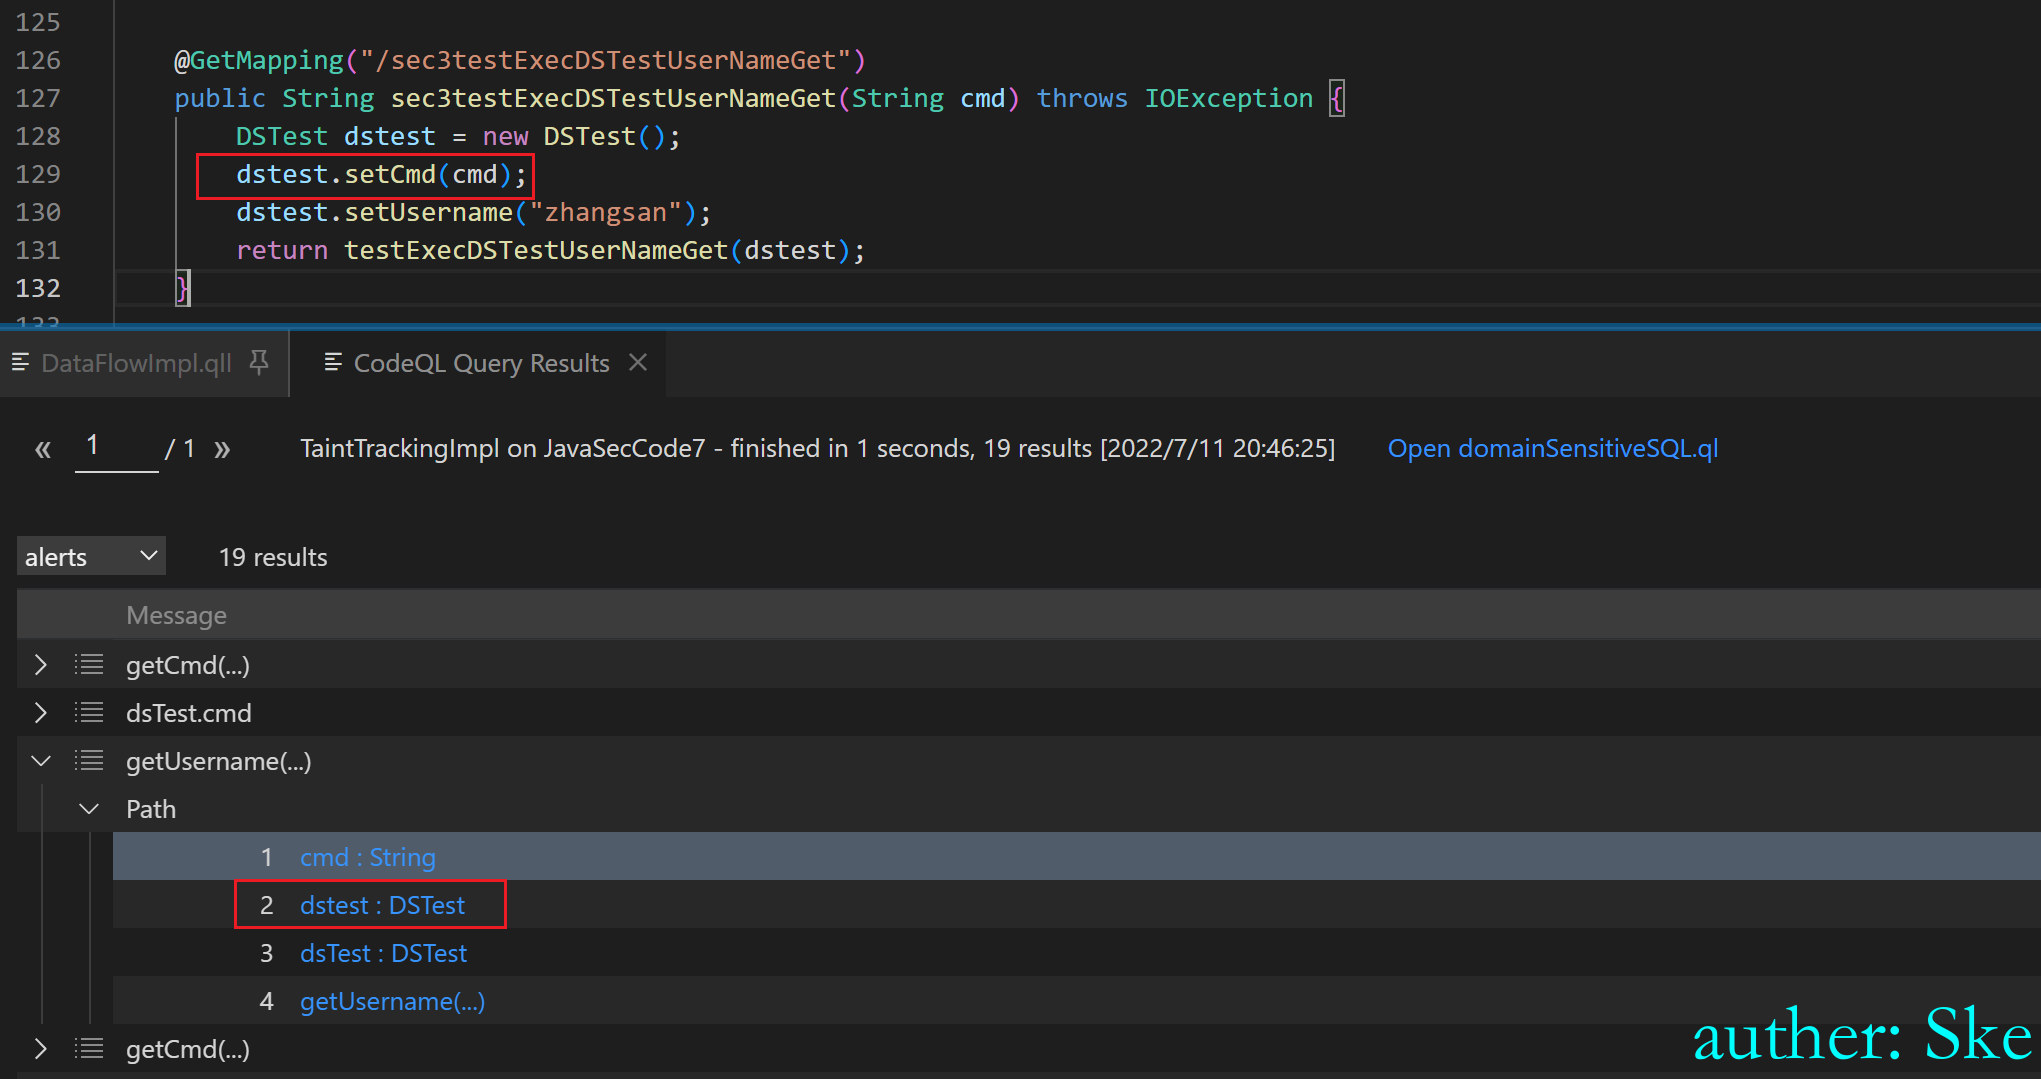 125
126 @GetMapping("/sec3testExecDSTestUserNameGet")
127 public String sec3testExecDSTestUserNameGet(String cmd) throws IOException {
128 DSTest dstest = new DSTest();
129 dstest.setCmd(cmd);
130 dstest.setUsername("zhangsan");
131 return testExecDSTestUserNameGet(dstest);
132 }
133
DataFlowImpl.qll CodeQL Query Results
« 1 / 1 » TaintTrackingImpl on JavaSecCode7 - finished in 1 seconds, 19 results [2022/7/11 20:46:25] Open domainSensitiveSQL.ql
alerts 19 results
Message
getCmd(...)
dsTest.cmd
getUsername(...)
Path
1 cmd : String
2 dstest : DSTest
3 dsTest : DSTest
4 getUsername(...)
getCmd(...)
auther: Ske